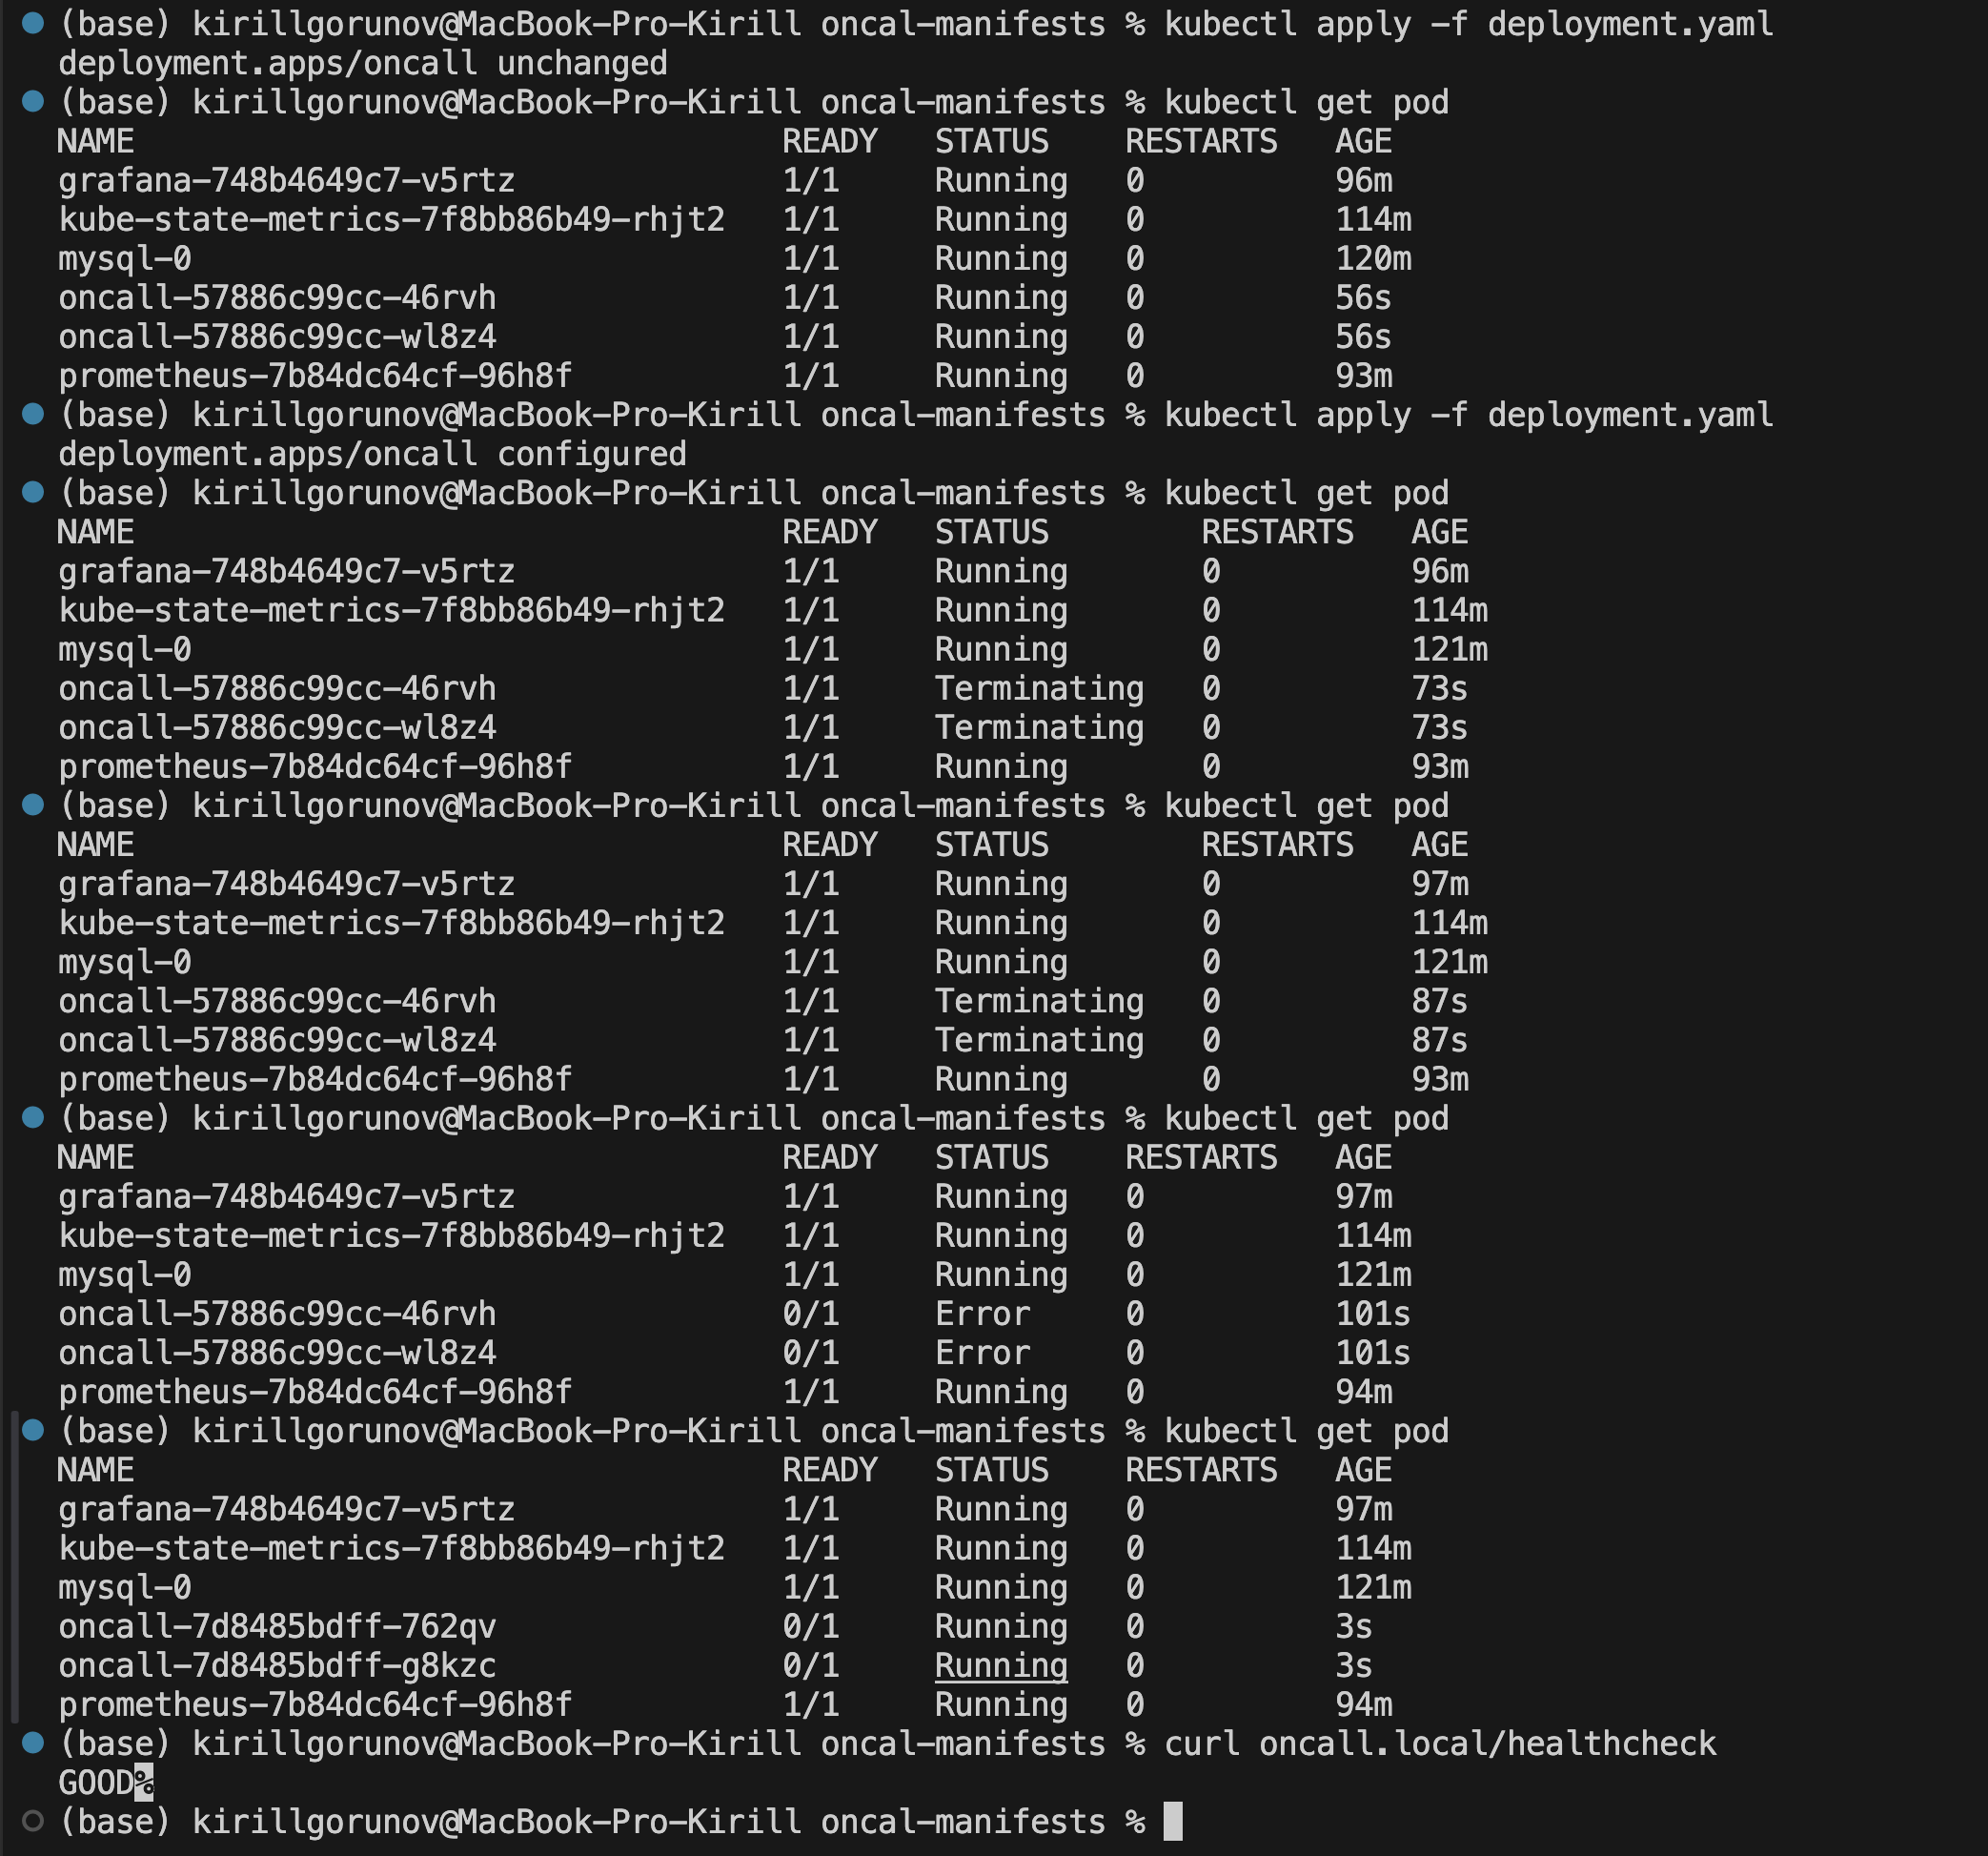 (base) kirillgorunov@MacBook-Pro-Kirill oncal-manifests % kubectl apply -f deployment.yaml
deployment.apps/oncall unchanged
(base) kirillgorunov@MacBook-Pro-Kirill oncal-manifests % kubectl get pod
NAME                                  READY   STATUS    RESTARTS   AGE
grafana-748b4649c7-v5rtz              1/1     Running   0          96m
kube-state-metrics-7f8bb86b49-rhjt2   1/1     Running   0          114m
mysql-0                               1/1     Running   0          120m
oncall-57886c99cc-46rvh               1/1     Running   0          56s
oncall-57886c99cc-wl8z4               1/1     Running   0          56s
prometheus-7b84dc64cf-96h8f           1/1     Running   0          93m
(base) kirillgorunov@MacBook-Pro-Kirill oncal-manifests % kubectl apply -f deployment.yaml
deployment.apps/oncall configured
(base) kirillgorunov@MacBook-Pro-Kirill oncal-manifests % kubectl get pod
NAME                                  READY   STATUS        RESTARTS   AGE
grafana-748b4649c7-v5rtz              1/1     Running       0          96m
kube-state-metrics-7f8bb86b49-rhjt2   1/1     Running       0          114m
mysql-0                               1/1     Running       0          121m
oncall-57886c99cc-46rvh               1/1     Terminating   0          73s
oncall-57886c99cc-wl8z4               1/1     Terminating   0          73s
prometheus-7b84dc64cf-96h8f           1/1     Running       0          93m
(base) kirillgorunov@MacBook-Pro-Kirill oncal-manifests % kubectl get pod
NAME                                  READY   STATUS        RESTARTS   AGE
grafana-748b4649c7-v5rtz              1/1     Running       0          97m
kube-state-metrics-7f8bb86b49-rhjt2   1/1     Running       0          114m
mysql-0                               1/1     Running       0          121m
oncall-57886c99cc-46rvh               1/1     Terminating   0          87s
oncall-57886c99cc-wl8z4               1/1     Terminating   0          87s
prometheus-7b84dc64cf-96h8f           1/1     Running       0          93m
(base) kirillgorunov@MacBook-Pro-Kirill oncal-manifests % kubectl get pod
NAME                                  READY   STATUS    RESTARTS   AGE
grafana-748b4649c7-v5rtz              1/1     Running   0          97m
kube-state-metrics-7f8bb86b49-rhjt2   1/1     Running   0          114m
mysql-0                               1/1     Running   0          121m
oncall-57886c99cc-46rvh               0/1     Error     0          101s
oncall-57886c99cc-wl8z4               0/1     Error     0          101s
prometheus-7b84dc64cf-96h8f           1/1     Running   0          94m
(base) kirillgorunov@MacBook-Pro-Kirill oncal-manifests % kubectl get pod
NAME                                  READY   STATUS    RESTARTS   AGE
grafana-748b4649c7-v5rtz              1/1     Running   0          97m
kube-state-metrics-7f8bb86b49-rhjt2   1/1     Running   0          114m
mysql-0                               1/1     Running   0          121m
oncall-7d8485bdff-762qv               0/1     Running   0          3s
oncall-7d8485bdff-g8kzc               0/1     Running   0          3s
prometheus-7b84dc64cf-96h8f           1/1     Running   0          94m
(base) kirillgorunov@MacBook-Pro-Kirill oncal-manifests % curl oncall.local/healthcheck
GOOD%
(base) kirillgorunov@MacBook-Pro-Kirill oncal-manifests %